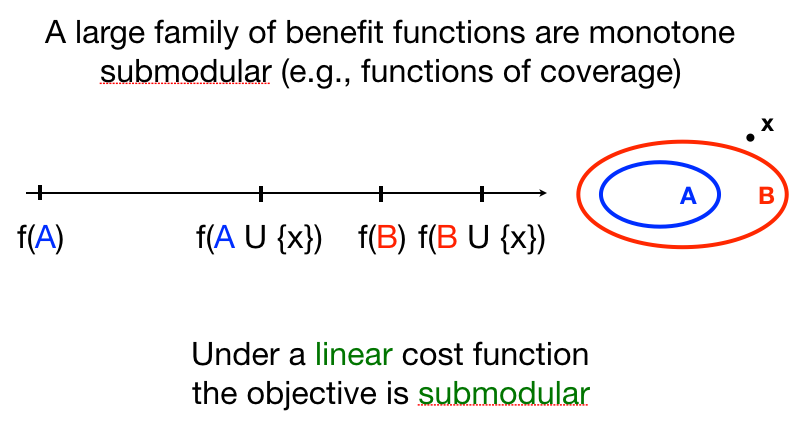 A large family of benefit functions are monotone
submodular (e.g., functions of coverage)
x
A B
f(A) f(A U {x}) f(B) f(B U {x})
Under a linear cost function
the objective is submodular